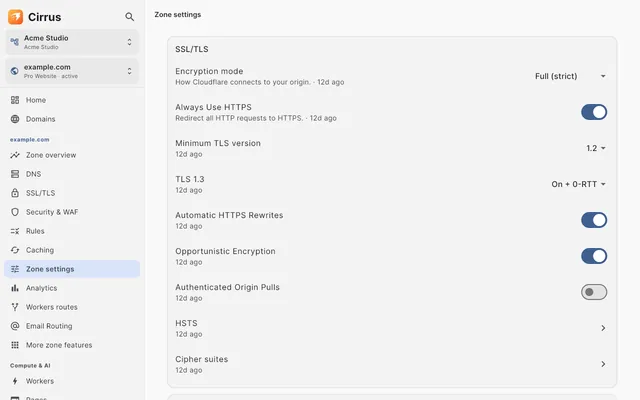 Cirrus
Acme Studio
Acme Studio
example.com
Pro Website · active
Home
Domains
example.com
Zone overview
DNS
SSL/TLS
Security & WAF
Rules
Caching
Zone settings
Analytics
Workers routes
Email Routing
More zone features
Compute & AI
Workers
Zone settings
SSL/TLS
Encryption mode
How Cloudflare connects to your origin. · 12d ago
Full (strict)
Always Use HTTPS
Redirect all HTTP requests to HTTPS. · 12d ago
Minimum TLS version
12d ago
1.2
TLS 1.3
12d ago
On + 0-RTT
Automatic HTTPS Rewrites
12d ago
Opportunistic Encryption
12d ago
Authenticated Origin Pulls
12d ago
HSTS
12d ago
Cipher suites
12d ago